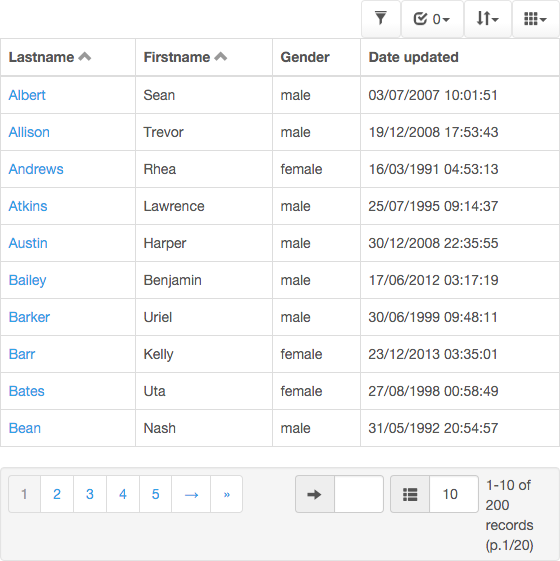 0
Lastname Firstname Gender Date updated
Albert Sean male 03/07/2007 10:01:51
Allison Trevor male 19/12/2008 17:53:43
Andrews Rhea female 16/03/1991 04:53:13
Atkins Lawrence male 25/07/1995 09:14:37
Austin Harper male 30/12/2008 22:35:55
Bailey Benjamin male 17/06/2012 03:17:19
Barker Uriel male 30/06/1999 09:48:11
Barr Kelly female 23/12/2013 03:35:01
Bates Uta female 27/08/1998 00:58:49
Bean Nash male 31/05/1992 20:54:57
1 2 3 4 5 → » 10
1-10 of
200
records
(p.1/20)